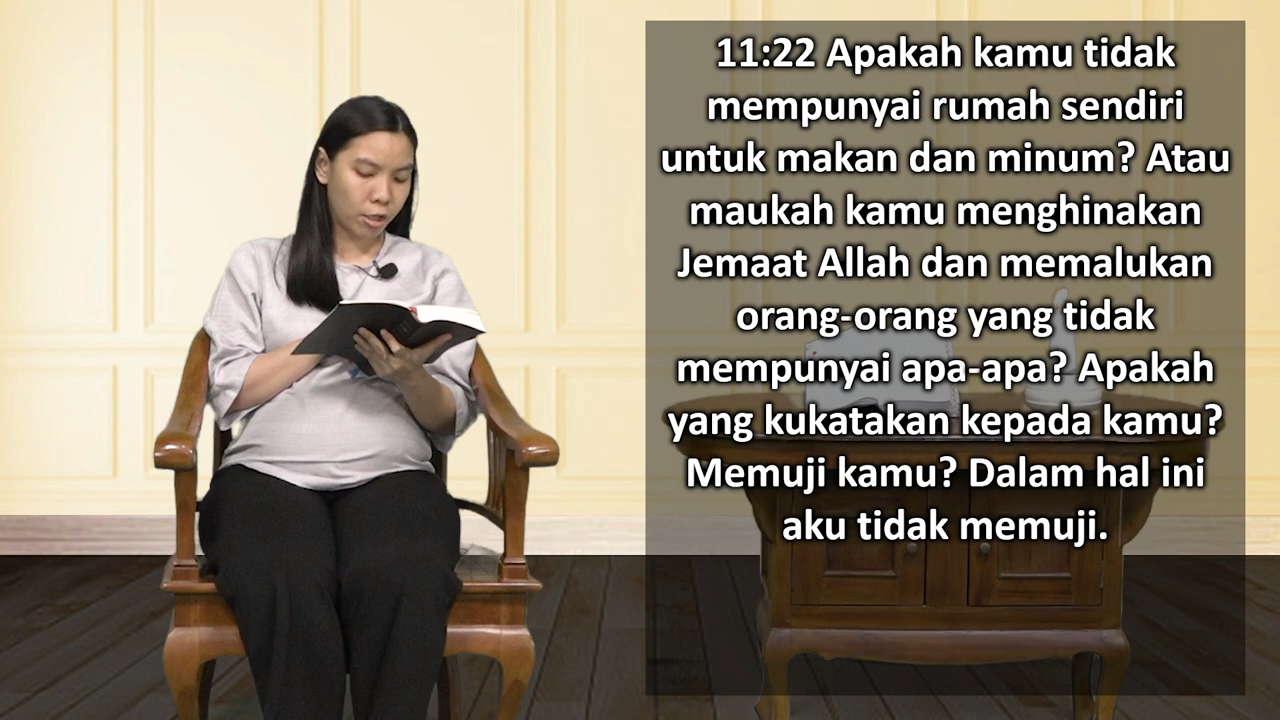 11:22 Apakah kamu tidak
mempunyai rumah sendiri
untuk makan dan minum? Atau
maukah kamu menghinakan
Jemaat Allah dan memalukan
orang-orang yang tidak
mempunyai apa-apa? Apakah
yang kukatakan kepada kamu?
Memuji kamu? Dalam hal ini
aku tidak memuji.